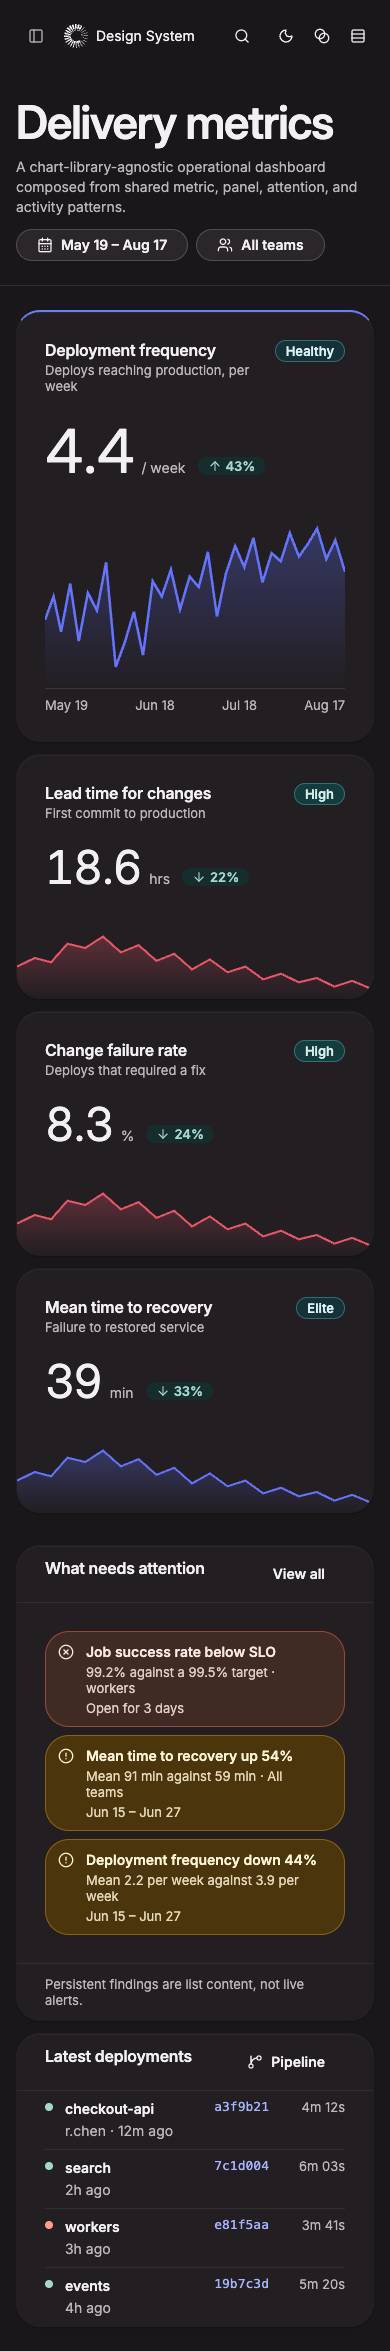 Design System
Delivery metrics
A chart-library-agnostic operational dashboard
composed from shared metric, panel, attention, and
activity patterns.
May 19 – Aug 17
All teams
Deployment frequency
Healthy
Deploys reaching production, per
week
4.4 / week ↑ 43%
May 19 Jun 18 Jul 18 Aug 17
Lead time for changes
High
First commit to production
18.6 hrs ↓ 22%
Change failure rate
High
Deploys that required a fix
8.3 % ↓ 24%
Mean time to recovery
Elite
Failure to restored service
39 min ↓ 33%
What needs attention
View all
Job success rate below SLO
99.2% against a 99.5% target ·
workers
Open for 3 days
Mean time to recovery up 54%
Mean 91 min against 59 min · All
teams
Jun 15 – Jun 27
Deployment frequency down 44%
Mean 2.2 per week against 3.9 per
week
Jun 15 – Jun 27
Persistent findings are list content, not live
alerts.
Latest deployments
Pipeline
checkout-api a3f9b21 4m 12s
r.chen · 12m ago
search 7c1d004 6m 03s
2h ago
workers e81f5aa 3m 41s
3h ago
events 19b7c3d 5m 20s
4h ago